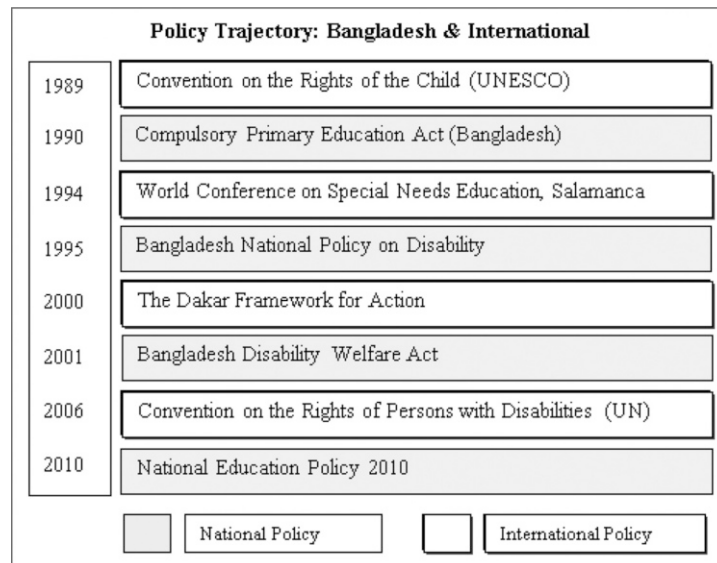 Policy Trajectory: Bangladesh & International
1989 Convention on the Rights of the Child (UNESCO)
1990 Compulsory Primary Education Act (Bangladesh)
1994 World Conference on Special Needs Education, Salamanca
1995 Bangladesh National Policy on Disability
2000 The Dakar Framework for Action
2001 Bangladesh Disability Welfare Act
2006 Convention on the Rights of Persons with Disabilities (UN)
2010 National Education Policy 2010
National Policy International Policy